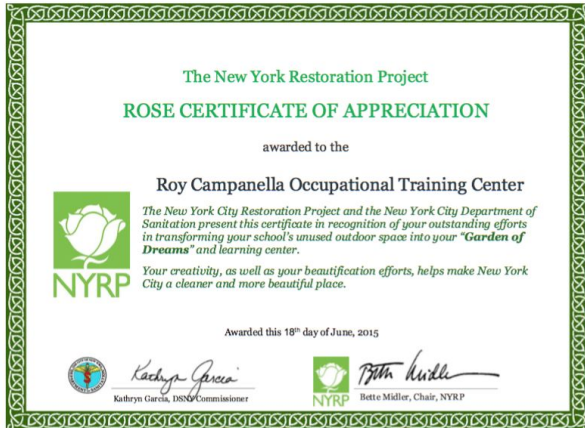 The New York Restoration Project
ROSE CERTIFICATE OF APPRECIATION
awarded to the
Roy Campanella Occupational Training Center
The New York City Restoration Project and the New York City Department of
Sanitation present this certificate in recognition of your outstanding efforts
in transforming your school's unused outdoor space into your "Garden of
Dreams" and learning center.
Your creativity, as well as your beautification efforts, helps make New York
City a cleaner and more beautiful place.
NYRP
Awarded this 18th day of June, 2015
Kathryn Garcia
Kathryn Garcia, DSNY Commissioner
NYRP
Bette Midler
Bette Midler, Chair, NYRP